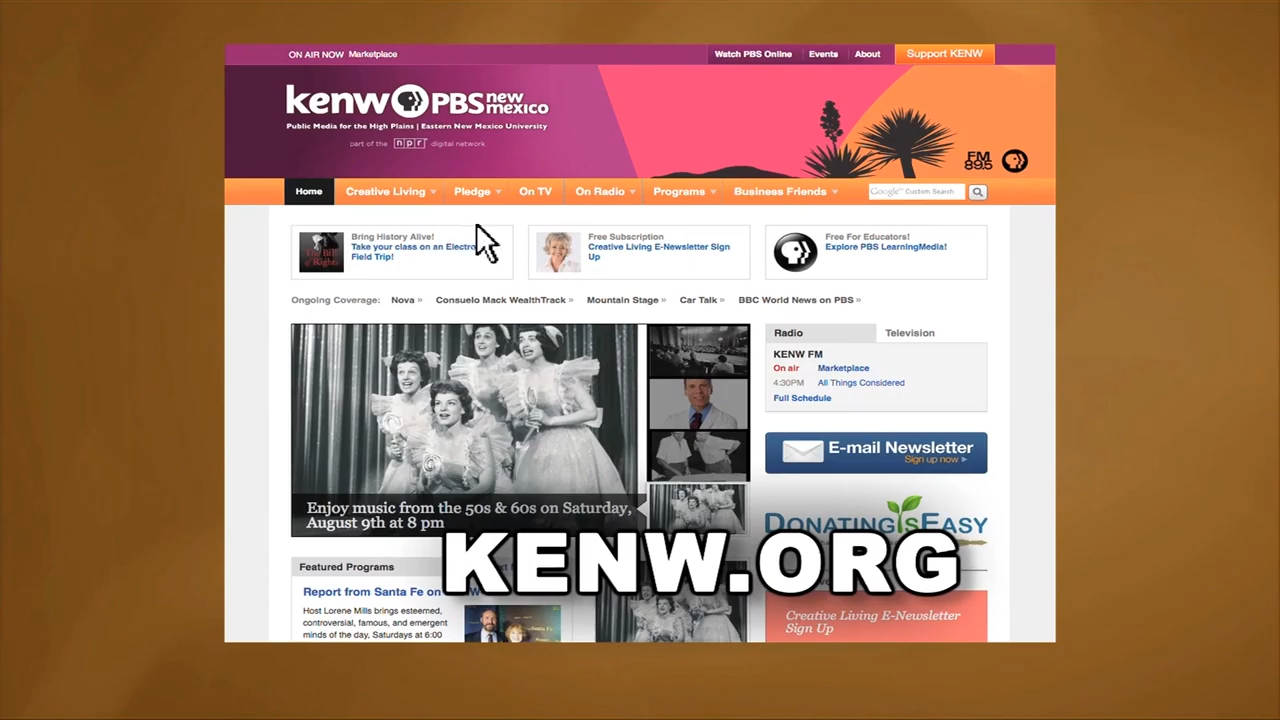 ON AIR NOW Marketplace
Watch PBS Online Events About Support KENW
kenw PBS new mexico
Public Media for the High Plains | Eastern New Mexico University
part of the npr digital network
FM 89.5
Home Creative Living Pledge On TV On Radio Programs Business Friends Google™ Custom Search
Bring History Alive!
Take your class on an Electro
Field Trip!
Free Subscription
Creative Living E-Newsletter Sign
Up
Free For Educators!
Explore PBS LearningMedia!
Ongoing Coverage: Nova » Consuelo Mack WealthTrack » Mountain Stage » Car Talk » BBC World News on PBS »
Radio Television
KENW FM
On air Marketplace
4:30PM All Things Considered
Full Schedule
E-mail Newsletter
Sign up now
Enjoy music from the 50s & 60s on Saturday,
August 9th at 8 pm
DONATING IS EASY
KENW.ORG
Featured Programs
Report from Santa Fe on
Host Lorene Mills brings esteemed,
controversial, famous, and emergent
minds of the day, Saturdays at 6:00
Creative Living E-Newsletter
Sign Up